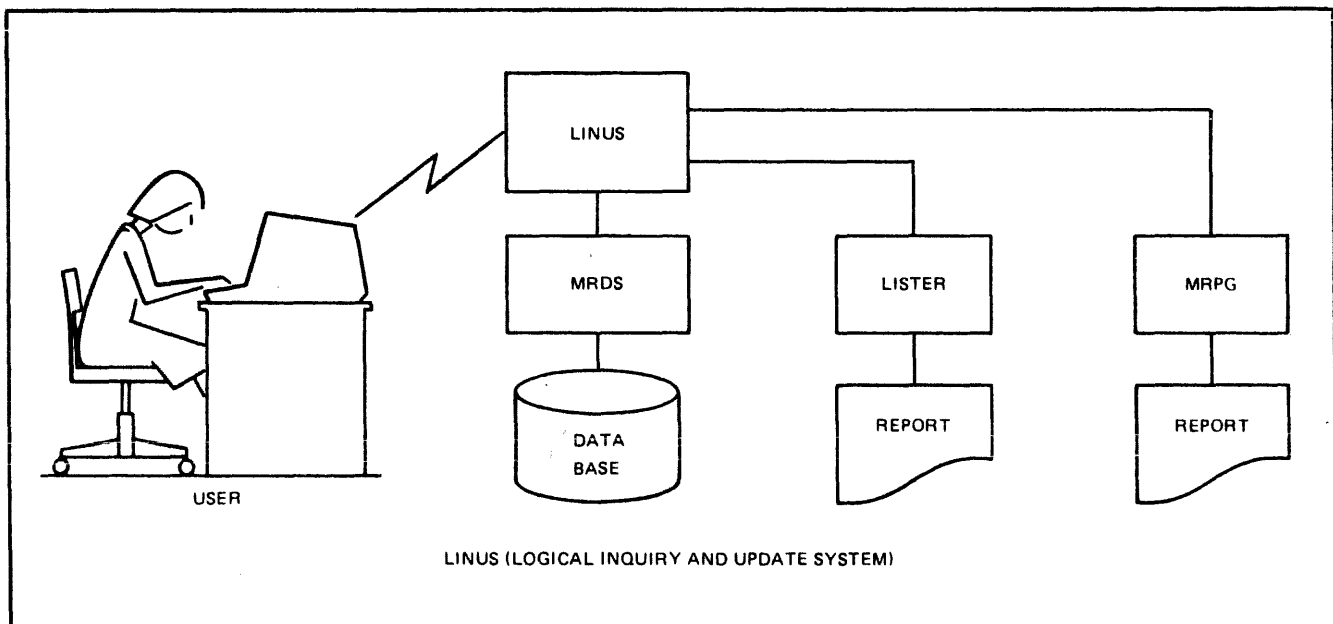 LINUS
MRDS
LISTER
MRPG
DATA
BASE
REPORT
REPORT
USER
LINUS (LOGICAL INQUIRY AND UPDATE SYSTEM)